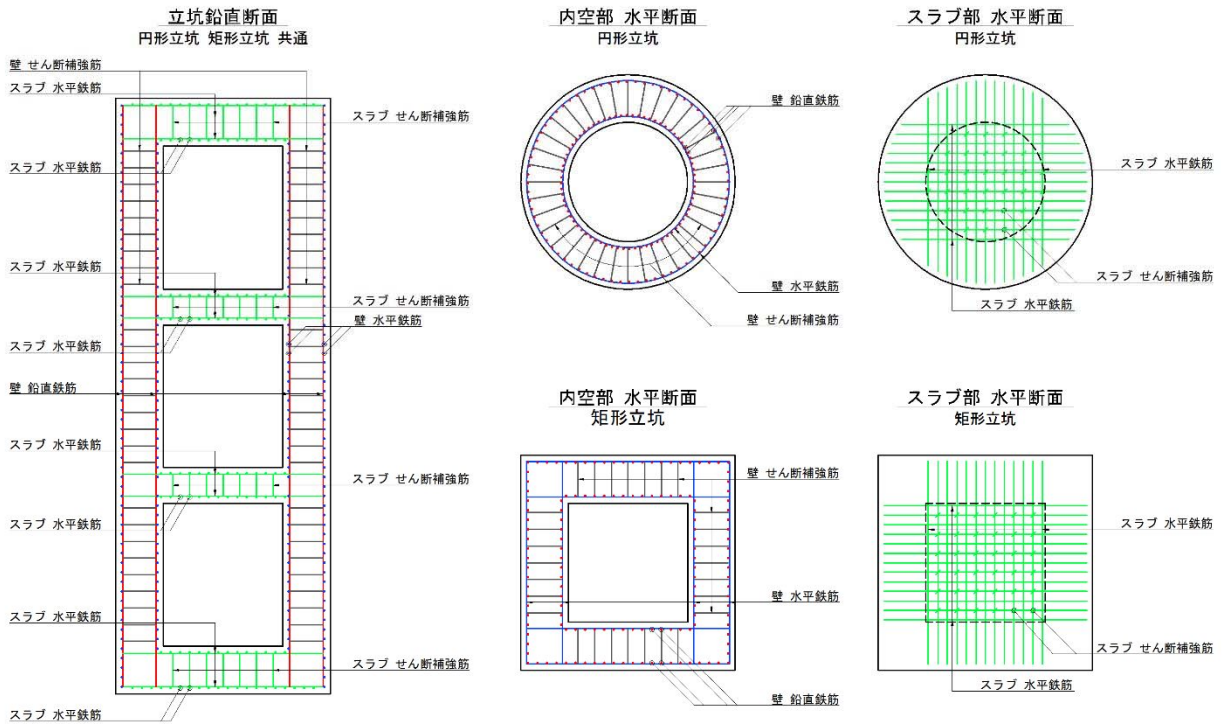 立坑鉛直断面
円形立坑 矩形立坑 共通
壁 せん断補強筋
スラブ 水平鉄筋
スラブ せん断補強筋
スラブ 水平鉄筋
スラブ 水平鉄筋
スラブ せん断補強筋
壁 水平鉄筋
スラブ 水平鉄筋
壁 鉛直鉄筋
スラブ 水平鉄筋
スラブ せん断補強筋
スラブ 水平鉄筋
スラブ 水平鉄筋
スラブ せん断補強筋
スラブ 水平鉄筋
内空部 水平断面
円形立坑
壁 鉛直鉄筋
壁 水平鉄筋
壁 せん断補強筋
スラブ部 水平断面
円形立坑
スラブ 水平鉄筋
スラブ せん断補強筋
スラブ 水平鉄筋
内空部 水平断面
矩形立坑
壁 せん断補強筋
壁 水平鉄筋
壁 鉛直鉄筋
スラブ部 水平断面
矩形立坑
スラブ 水平鉄筋
スラブ せん断補強筋
スラブ 水平鉄筋